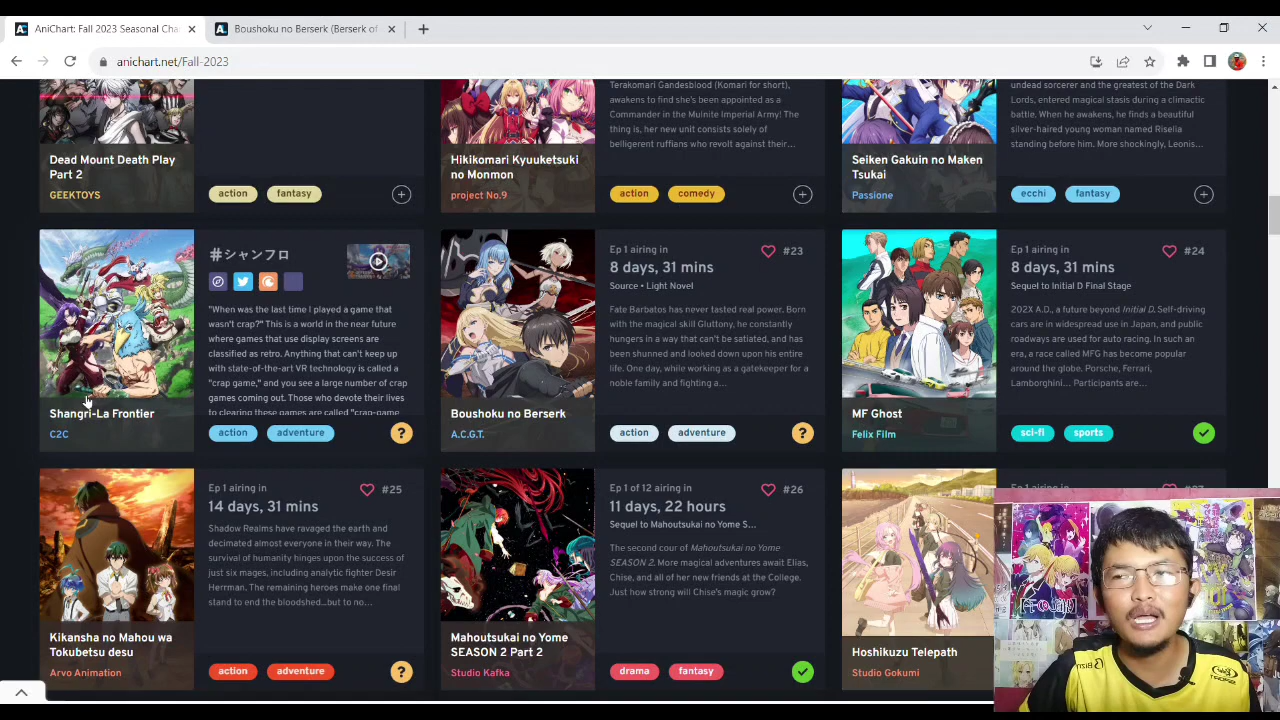 AniChart: Fall 2023 Seasonal Cha
Boushoku no Berserk (Berserk of
anichart.net/Fall-2023
Dead Mount Death Play
Part 2
GEEKTOYS
action fantasy
Terakomari Gandesblood (Komari for short),
awakens to find she's been appointed as a
Commander in the Mulnite Imperial Army! The
thing is, her new unit consists solely of
belligerent ruffians who revolt against their...
Hikikomari Kyuuketsuki
no Monmon
project No.9
action comedy
undead sorcerer and the greatest of the Dark
Lords, entered magical stasis during a climactic
battle. When he awakens, he finds a beautiful
silver-haired young woman named Riselia
standing before him. More shockingly, Leonis...
Seiken Gakuin no Maken
Tsukai
Passione
ecchi fantasy
#シャンフロ
"When was the last time I played a game that
wasn't crap?" This is a world in the near future
where games that use display screens are
classified as retro. Anything that can't keep up
with state-of-the-art VR technology is called a
"crap game," and you see a large number of crap
games coming out. Those who devote their lives
to clearing these games are called "crap-game
Shangri-La Frontier
C2C
action adventure ?
Ep 1 airing in #23
8 days, 31 mins
Source • Light Novel
Fate Barbatos has never tasted real power. Born
with the magical skill Gluttony, he constantly
hungers in a way that can't be satiated, and has
been shunned and looked down upon his entire
life. One day, while working as a gatekeeper for a
noble family and fighting a...
Boushoku no Berserk
A.C.G.T.
action adventure ?
Ep 1 airing in #24
8 days, 31 mins
Sequel to Initial D Final Stage
202X A.D., a future beyond Initial D. Self-driving
cars are in widespread use in Japan, and public
roadways are used for auto racing. In such an
era, a race called MFG has become popular
around the globe. Porsche, Ferrari,
Lamborghini... Participants are...
MF Ghost
Felix Film
sci-fi sports
Ep 1 airing in #25
14 days, 31 mins
Shadow Realms have ravaged the earth and
decimated almost everyone in their way. The
survival of humanity hinges upon the success of
just six mages, including analytic fighter Desir
Herrman. The remaining heroes make one final
stand to end the bloodshed...but to no...
Kikansha no Mahou wa
Tokubetsu desu
Arvo Animation
action adventure ?
Ep 1 of 12 airing in #26
11 days, 22 hours
Sequel to Mahoutsukai no Yome S...
The second cour of Mahoutsukai no Yome
SEASON 2. More magical adventures await Elias,
Chise, and all of her new friends at the College.
Just how strong will Chise's magic grow?
Mahoutsukai no Yome
SEASON 2 Part 2
Studio Kafka
drama fantasy
Hoshikuzu Telepath
Studio Gokumi